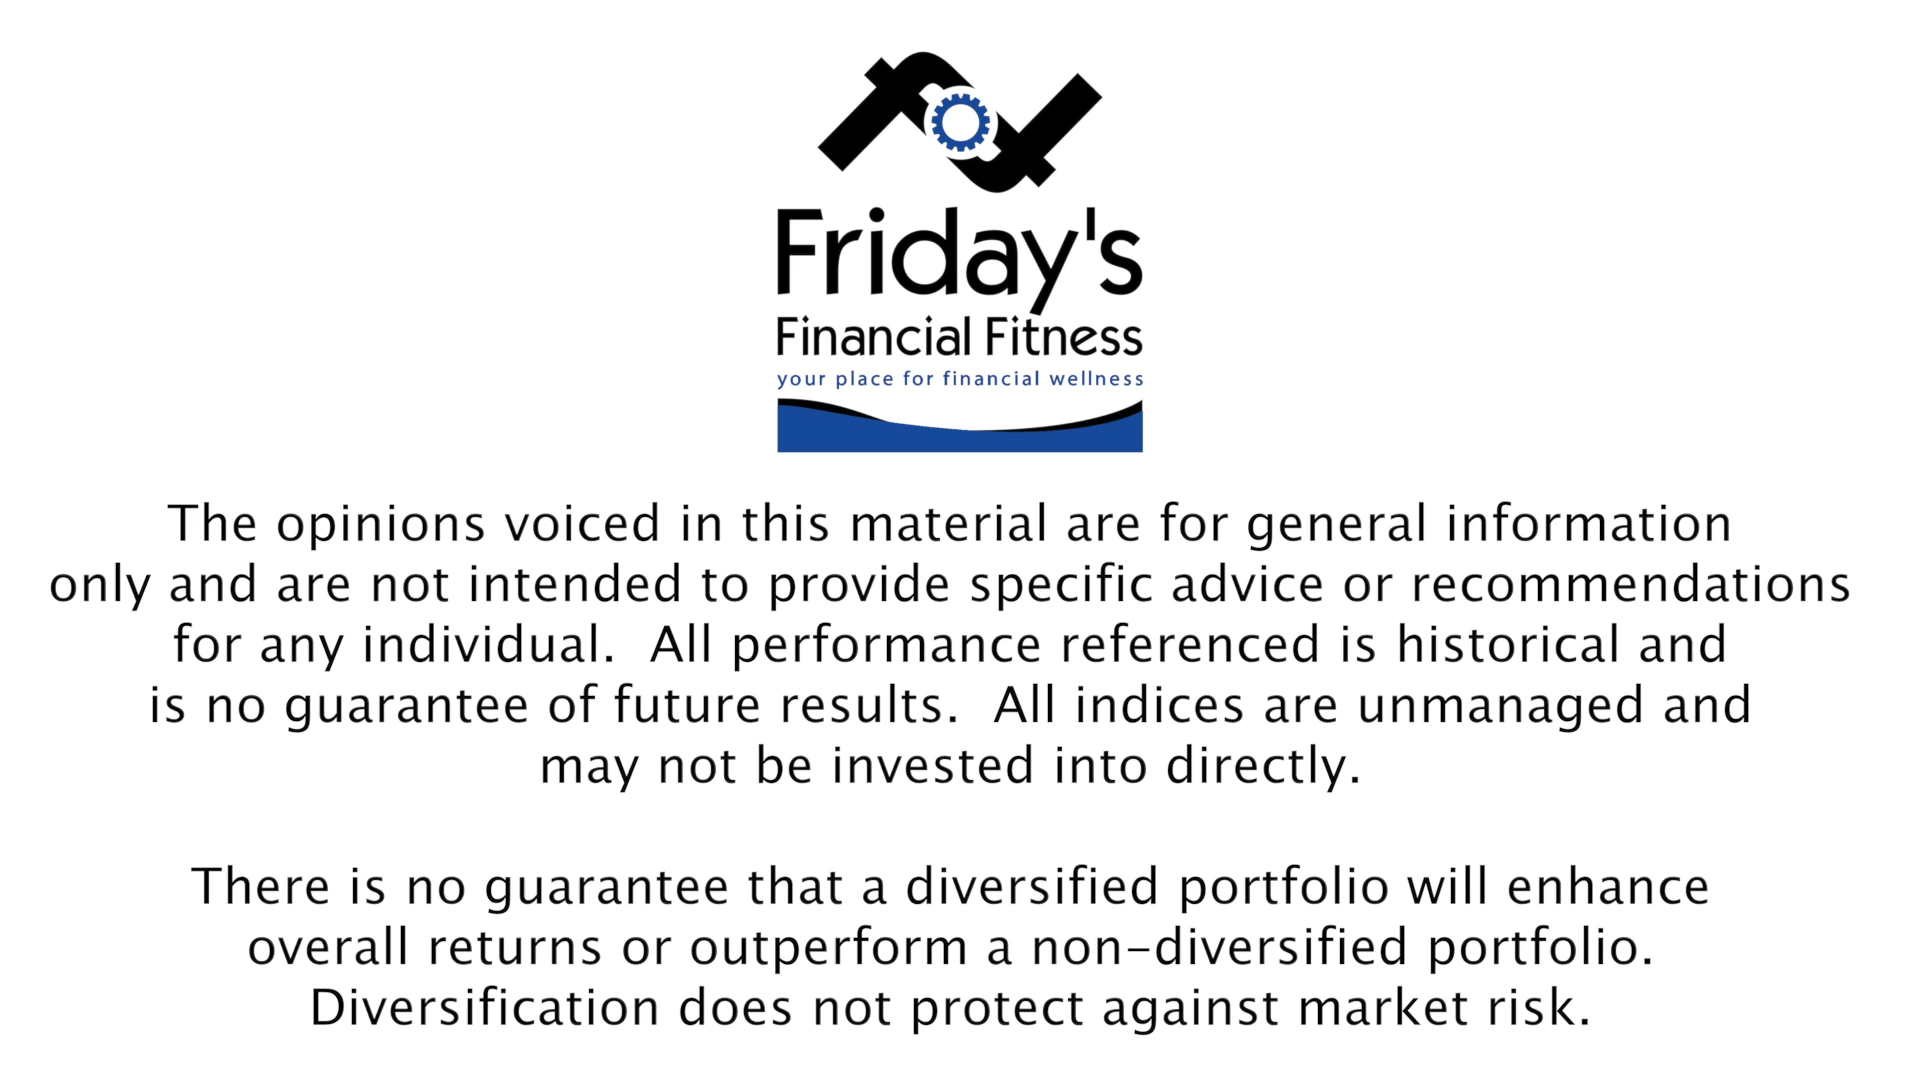 Friday's
Financial Fitness
your place for financial wellness
The opinions voiced in this material are for general information
only and are not intended to provide specific advice or recommendations
for any individual.  All performance referenced is historical and
is no guarantee of future results.  All indices are unmanaged and
may not be invested into directly.
There is no guarantee that a diversified portfolio will enhance
overall returns or outperform a non-diversified portfolio.
Diversification does not protect against market risk.